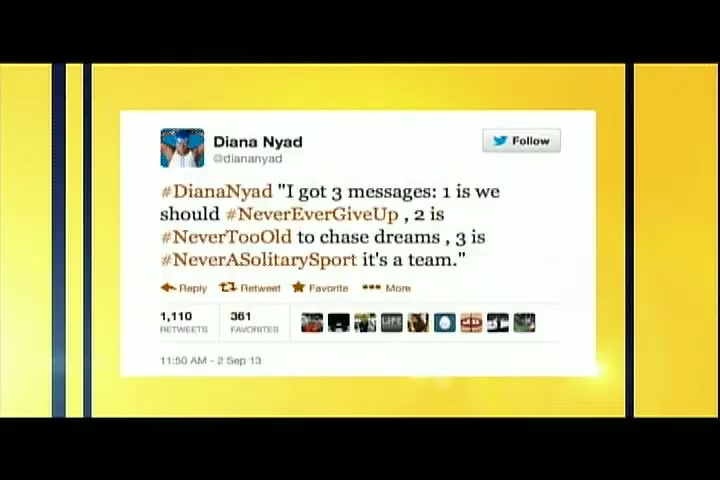 Diana Nyad
@diananyad
Follow
#DianaNyad "I got 3 messages: 1 is we
should #NeverEverGiveUp , 2 is
#NeverTooOld to chase dreams , 3 is
#NeverASolitarySport it's a team."
Reply Retweet Favorite More
1,110 361
RETWEETS FAVORITES
LIFE
11:50 AM - 2 Sep 13